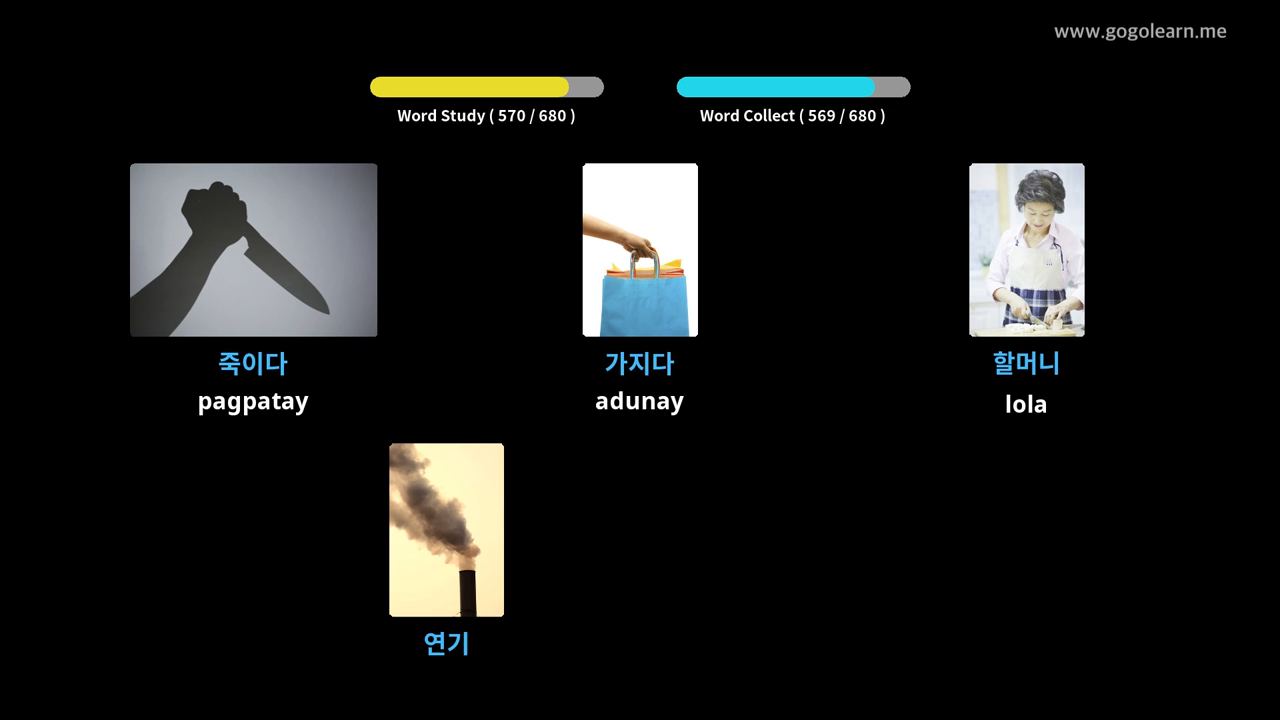 www.gogolearn.me
Word Study ( 570 / 680 )
Word Collect ( 569 / 680 )
죽이다
pagpatay
가지다
adunay
할머니
lola
연기